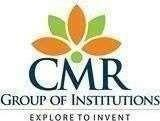 CMR
GROUP OF INSTITUTIONS
EXPLORE TO INVENT